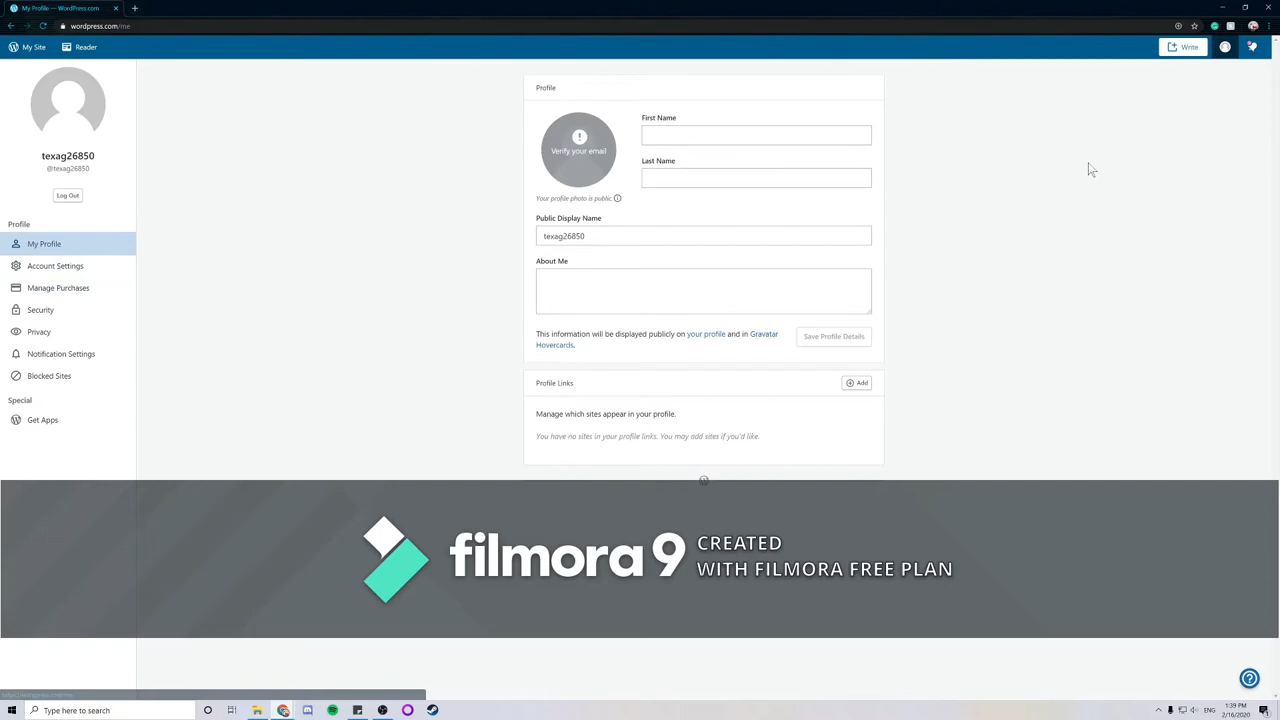 My Profile — WordPress.com
wordpress.com/me
My Site
Reader
Write
texag26850
@texag26850
Log Out
Profile
My Profile
Account Settings
Manage Purchases
Security
Privacy
Notification Settings
Blocked Sites
Special
Get Apps
Profile
Verify your email
Your profile photo is public.
First Name
Last Name
Public Display Name
texag26850
About Me
This information will be displayed publicly on your profile and in Gravatar
Hovercards.
Save Profile Details
Profile Links
Add
Manage which sites appear in your profile.
You have no sites in your profile links. You may add sites if you'd like.
filmora 9
CREATED
WITH FILMORA FREE PLAN
https://wordpress.com/me
Type here to search
ENG
1:39 PM
2/16/2020